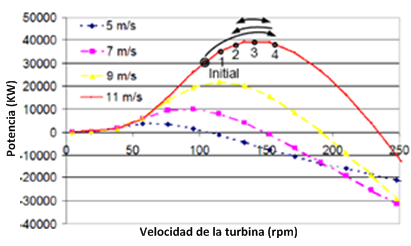 50000
40000
30000
20000
10000
0
-10000
-20000
-30000
-40000
Potencia (KW)
5 m/s
7 m/s
9 m/s
11 m/s
Initial
1 2 3 4
0 50 100 150 200 250
Velocidad de la turbina (rpm)